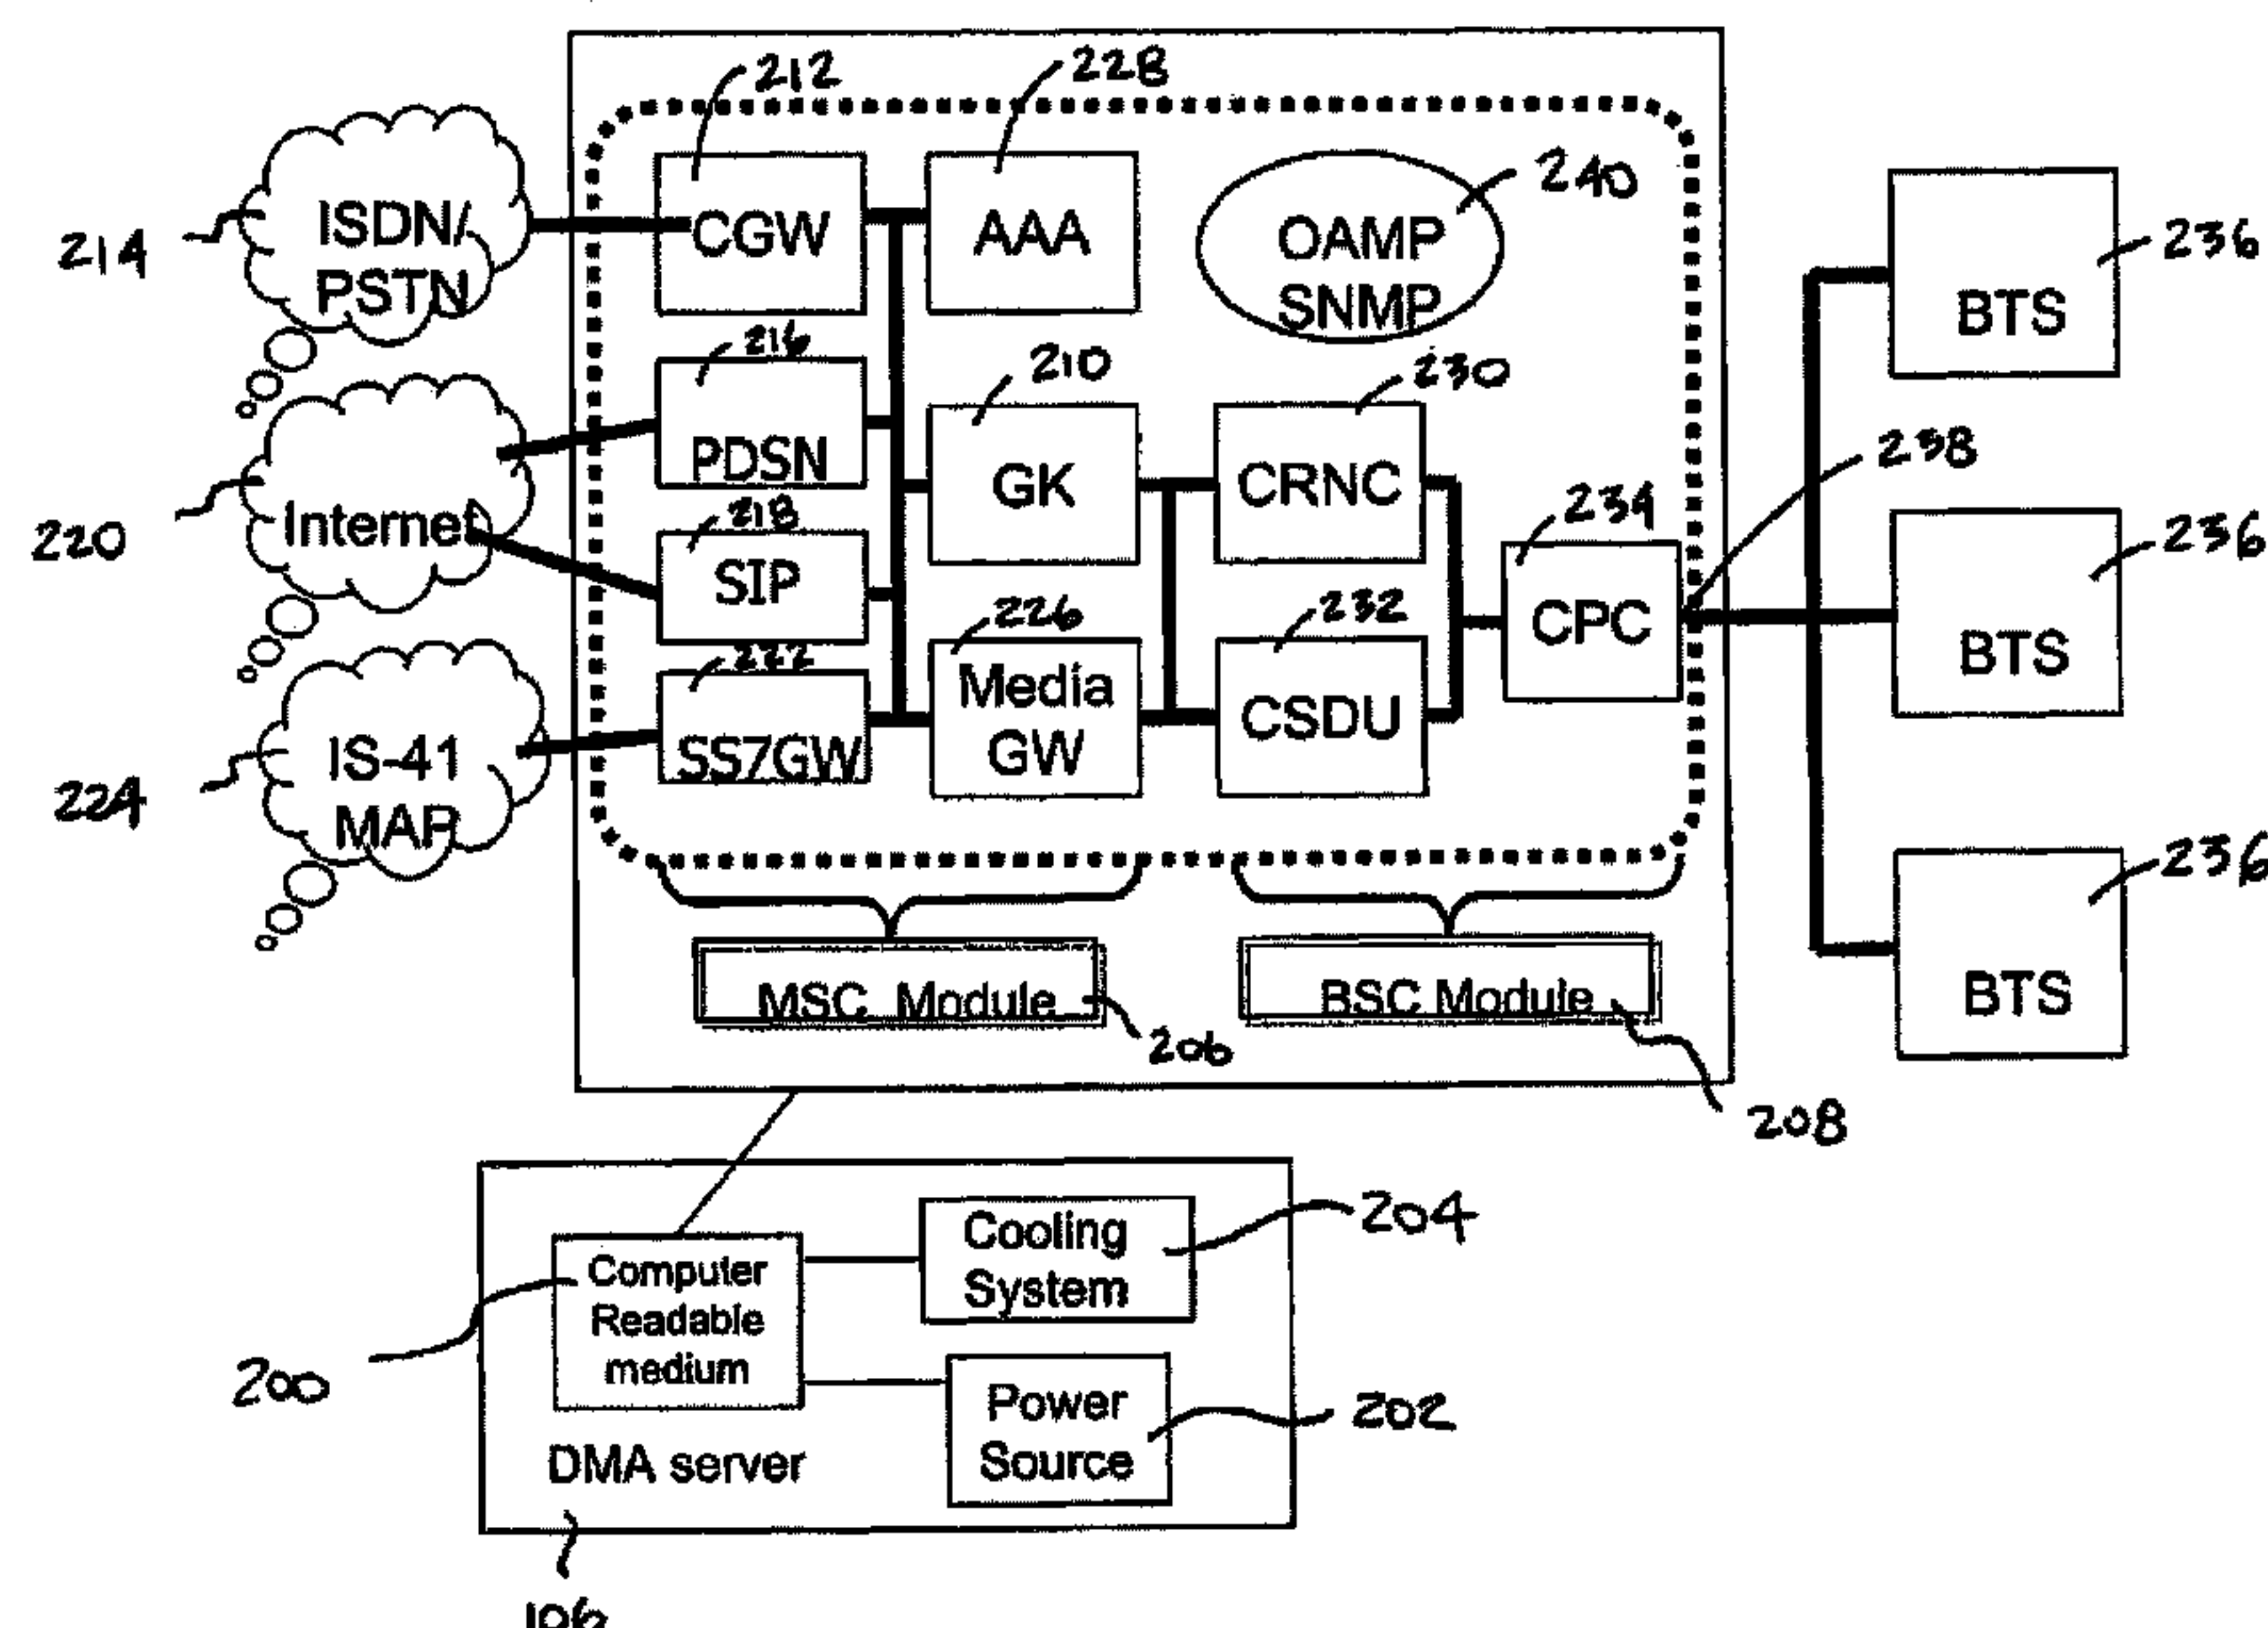 212
228
214
ISDN/
PSTN
CGW
AAA
240
OAMP
SNMP
236
BTS
216
PDSN
210
GK
230
CRNC
238
220
Internet
218
SIP
234
CPC
236
BTS
222
SS7GW
226
Media
GW
232
CSDU
224
IS-41
MAP
236
BTS
MSC Module
206
BSC Module
208
200
Computer
Readable
medium
Cooling
System
204
Power
Source
202
DMA server
106